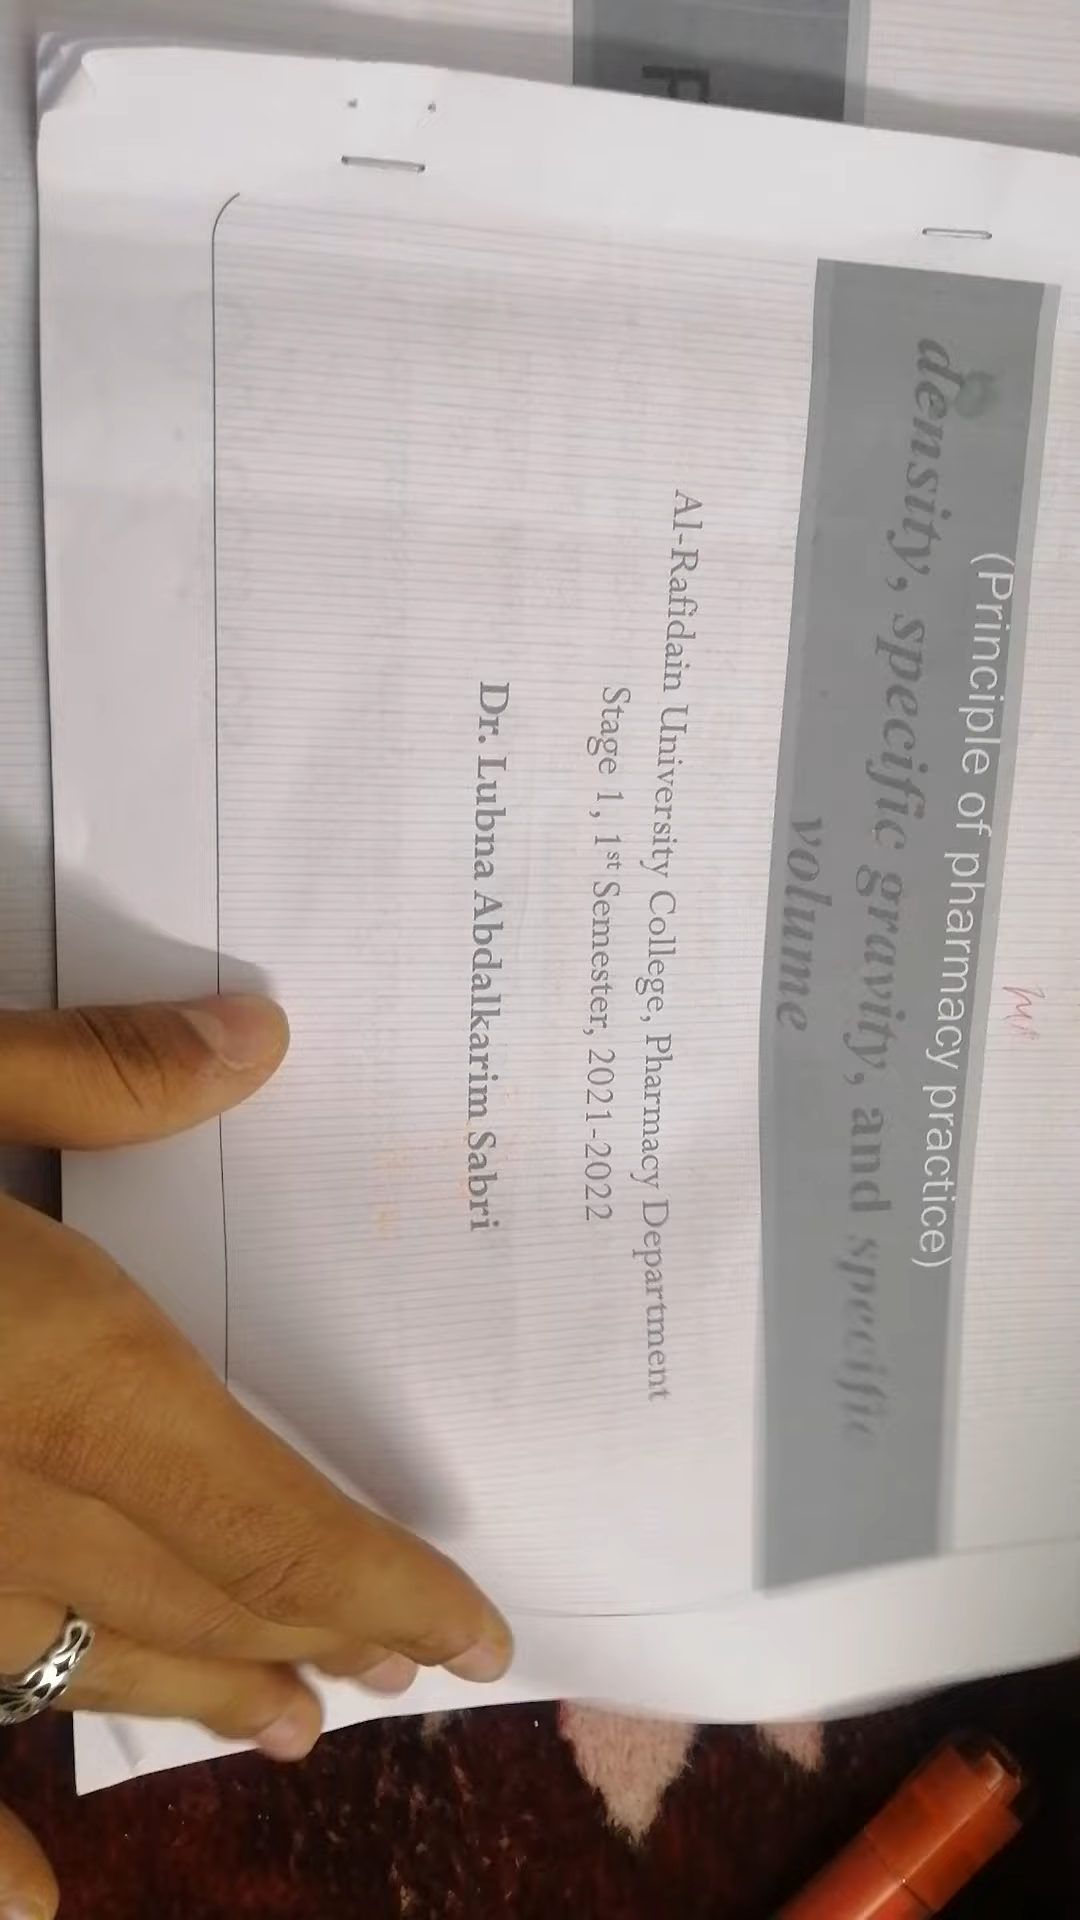 (Principle of pharmacy practice)
density, specific gravity, and specific
volume
Al-Rafidain University College, Pharmacy Department
Stage 1, 1st Semester, 2021-2022
Dr. Lubna Abdalkarim Sabri